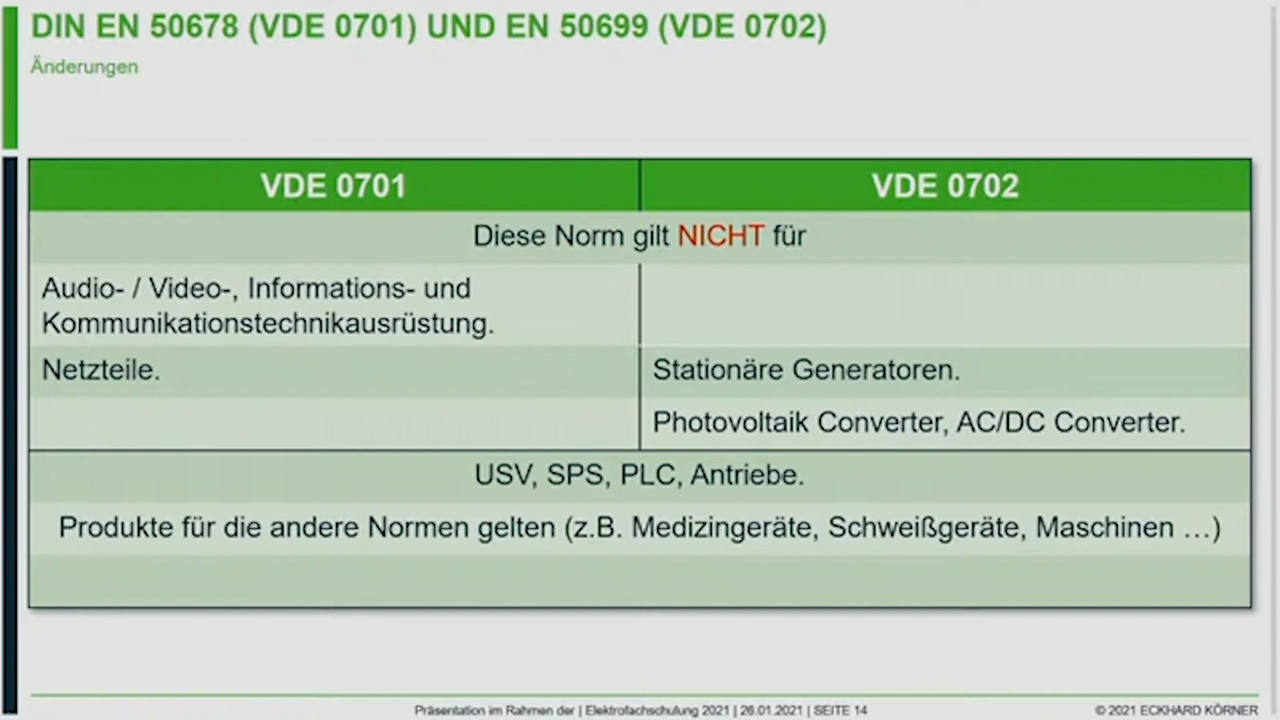 DIN EN 50678 (VDE 0701) UND EN 50699 (VDE 0702)
Änderungen
VDE 0701
VDE 0702
Diese Norm gilt NICHT für
Audio- / Video-, Informations- und
Kommunikationstechnikausrüstung.
Netzteile.
Stationäre Generatoren.
Photovoltaik Converter, AC/DC Converter.
USV, SPS, PLC, Antriebe.
Produkte für die andere Normen gelten (z.B. Medizingeräte, Schweißgeräte, Maschinen …)
Präsentation im Rahmen der | Elektrofachschulung 2021 | 26.01.2021 | SEITE 14
© 2021 ECKHARD KÖRNER